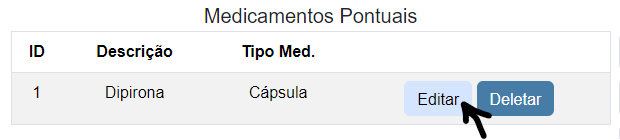 Medicamentos Pontuais
ID Descrição Tipo Med.
1 Dipirona Cápsula Editar Deletar